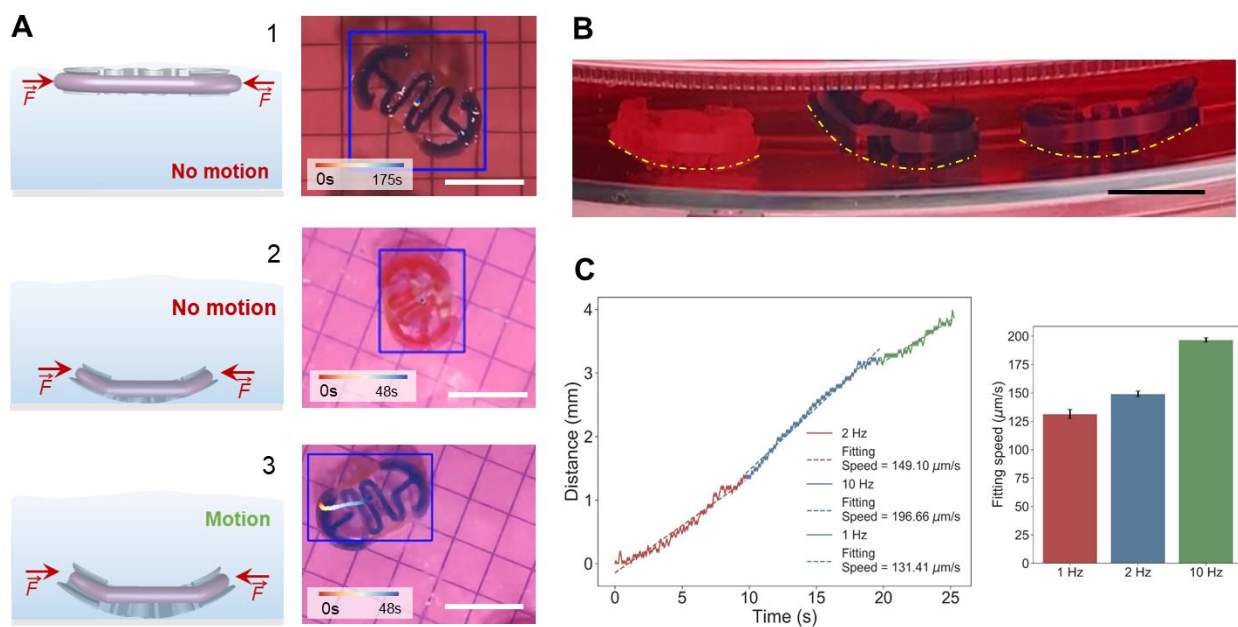 A
1
F
F
No motion
0s
175s
2
No motion
F
F
0s
48s
3
Motion
F
F
0s
48s
B
C
Distance (mm)
4
3
2
1
0
0
5
10
15
20
25
Time (s)
2 Hz
Fitting
Speed = 149.10 µm/s
10 Hz
Fitting
Speed = 196.66 µm/s
1 Hz
Fitting
Speed = 131.41 µm/s
Fitting speed (µm/s)
200
175
150
125
100
75
50
25
0
1 Hz
2 Hz
10 Hz